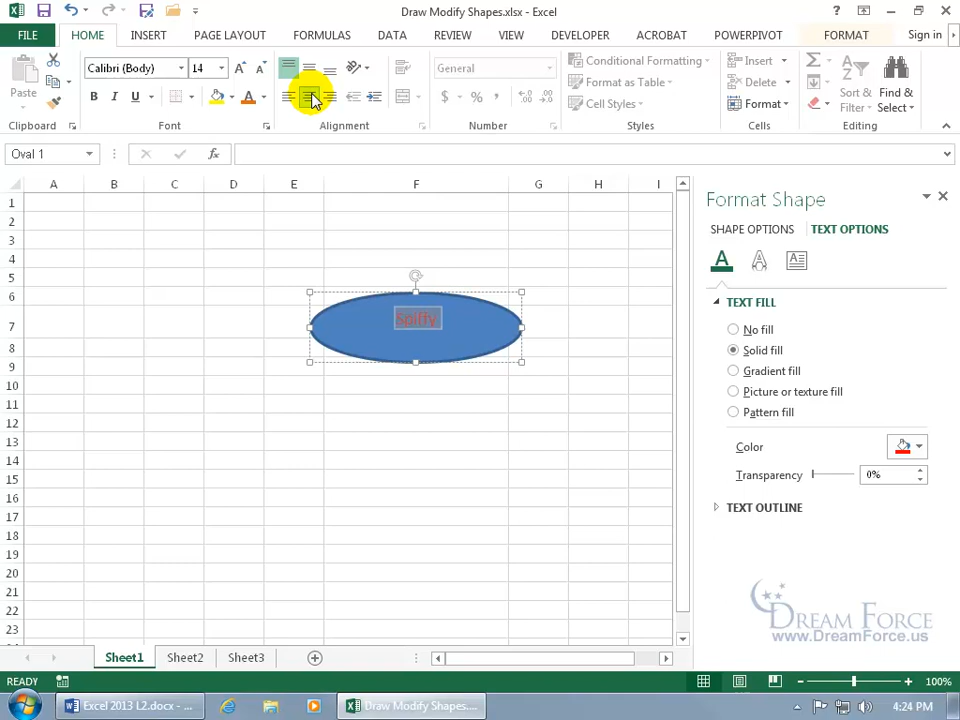 Draw Modify Shapes.xlsx - Excel
FILE HOME INSERT PAGE LAYOUT FORMULAS DATA REVIEW VIEW DEVELOPER ACROBAT POWERPIVOT FORMAT Sign in
Paste
Calibri (Body) 14
B I U A
General
$ % ,
Conditional Formatting
Format as Table
Cell Styles
Insert
Delete
Format
Sort & Filter
Find & Select
Clipboard Font Alignment Number Styles Cells Editing
Oval 1 fx
A B C D E F G H I
1
2
3
4
5
6
7
8
9
10
11
12
13
14
15
16
17
18
19
20
21
22
23
Spiffy
Format Shape
SHAPE OPTIONS TEXT OPTIONS
TEXT FILL
No fill
Solid fill
Gradient fill
Picture or texture fill
Pattern fill
Color
Transparency 0%
TEXT OUTLINE
DREAM FORCE
www.DreamForce.us
Sheet1 Sheet2 Sheet3
READY 100%
Excel 2013 L2.docx - ...
Draw Modify Shapes....
4:24 PM